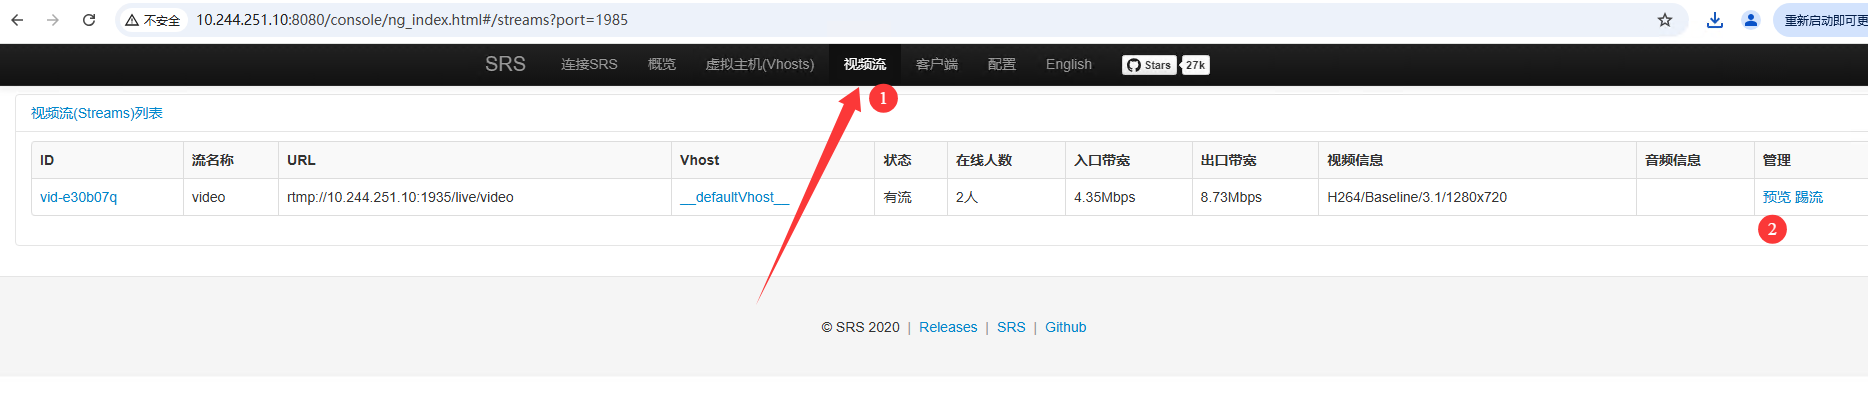 不安全 10.244.251.10:8080/console/ng_index.html#/streams?port=1985 重新启动即可更
SRS 连接SRS 概览 虚拟主机(Vhosts) 视频流 客户端 配置 English Stars 27k
1
视频流(Streams)列表
ID 流名称 URL Vhost 状态 在线人数 入口带宽 出口带宽 视频信息 音频信息 管理
vid-e30b07q video rtmp://10.244.251.10:1935/live/video __defaultVhost__ 有流 2人 4.35Mbps 8.73Mbps H264/Baseline/3.1/1280x720 预览 踢流
2
© SRS 2020 | Releases | SRS | Github